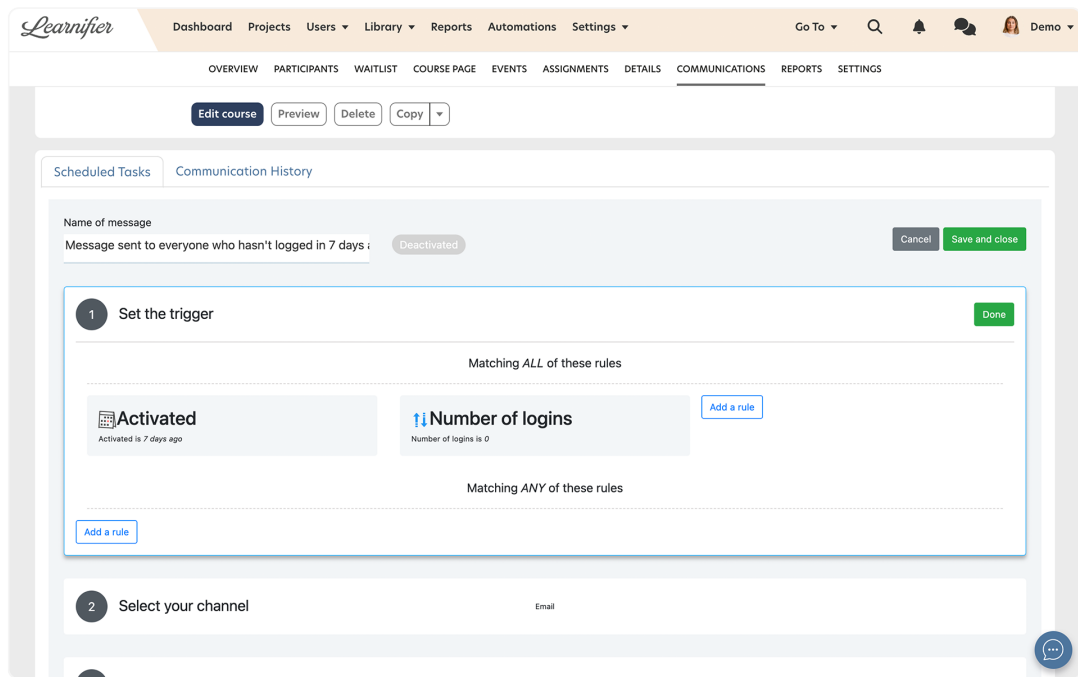 Learnifier
Dashboard Projects Users Library Reports Automations Settings Go To Demo
OVERVIEW PARTICIPANTS WAITLIST COURSE PAGE EVENTS ASSIGNMENTS DETAILS COMMUNICATIONS REPORTS SETTINGS
Edit course Preview Delete Copy
Scheduled Tasks Communication History
Name of message
Message sent to everyone who hasn't logged in 7 days Deactivated Cancel Save and close
1 Set the trigger Done
Matching ALL of these rules
Activated Number of logins Add a rule
Activated is 7 days ago Number of logins is 0
Matching ANY of these rules
Add a rule
2 Select your channel Email